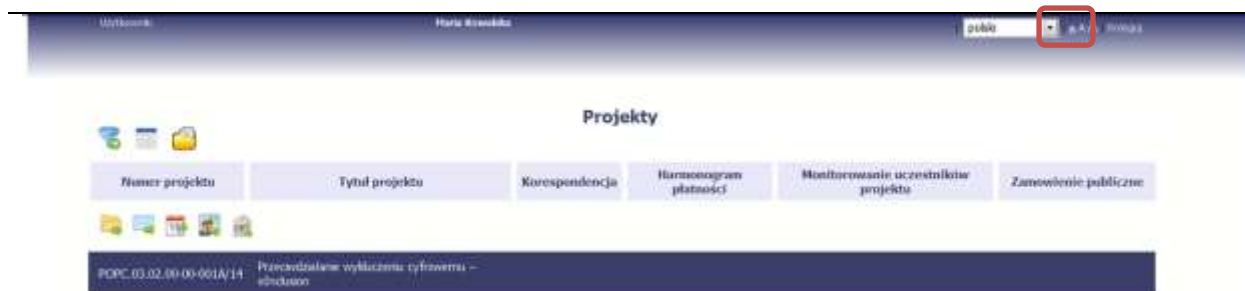 Użytkownik: Maria Kowalska polski a A A Pomoc
Projekty
Numer projektu Tytuł projektu Korespondencja Harmonogram płatności Monitorowanie uczestników projektu Zamówienie publiczne
POPC.03.02.00-00-001A/14 Przeciwdziałanie wykluczeniu cyfrowemu –
eInclusion